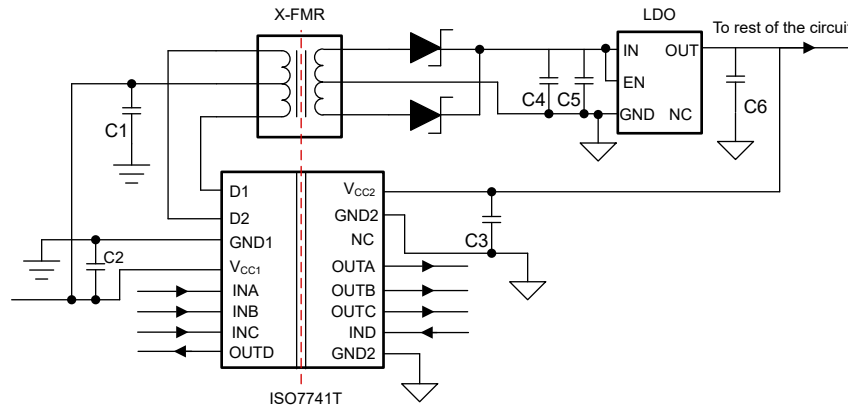 X-FMR
LDO
To rest of the circuit
IN
OUT
EN
GND
NC
C4
C5
C6
C1
D1
D2
GND1
C2
VCC1
INA
INB
INC
OUTD
VCC2
GND2
NC
OUTA
OUTB
OUTC
IND
GND2
C3
ISO7741T